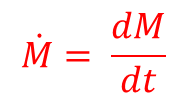 Ṁ = dM/dt